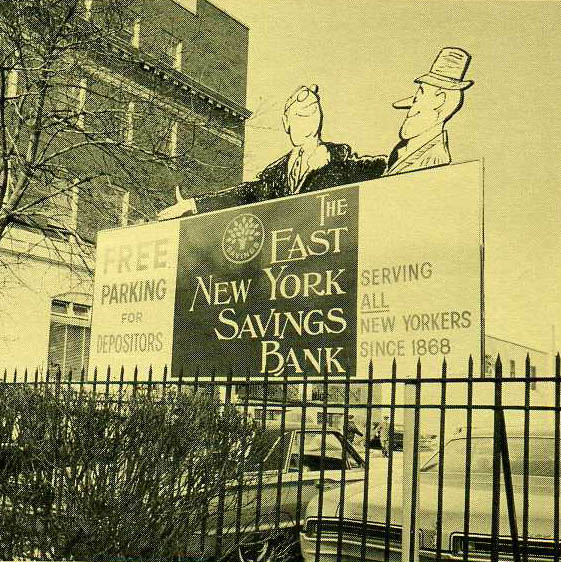 FREE
PARKING
FOR
DEPOSITORS
THE
EAST
NEW YORK
SAVINGS
BANK
SERVING
ALL
NEW YORKERS
SINCE 1868